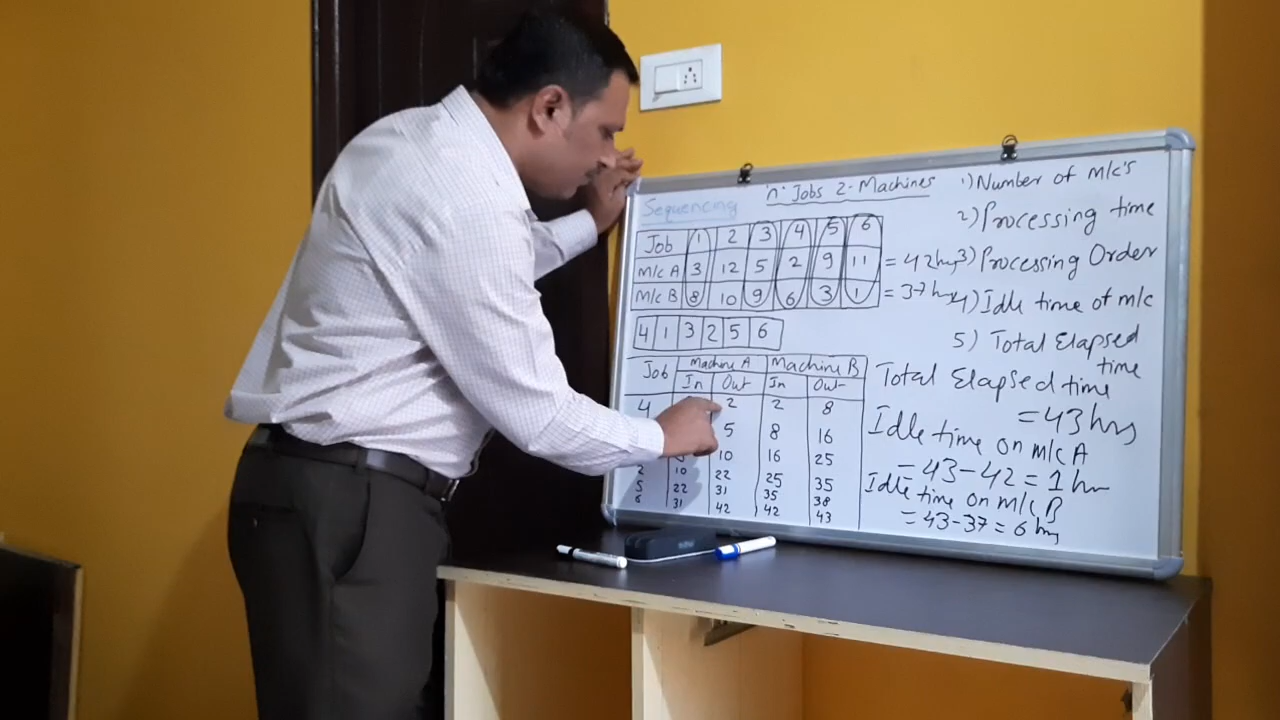 'n' Jobs 2-Machines
Sequencing
Job 1 2 3 4 5 6
M/c A 3 12 5 2 9 11 = 42 hrs
M/c B 8 10 9 6 3 1 = 37 hrs
4 1 3 2 5 6
Job Machine A Machine B
In Out In Out
4 2 2 8
5 8 16
10 16 25
2 10 22 25 35
5 22 31 35 38
6 31 42 42 43
1) Number of M/c's
2) Processing time
3) Processing Order
4) Idle time of m/c
5) Total Elapsed
time
Total Elapsed time
= 43 hrs
Idle time on m/c A
= 43-42 = 1 hr
Idle time on m/c B
= 43-37 = 6 hrs